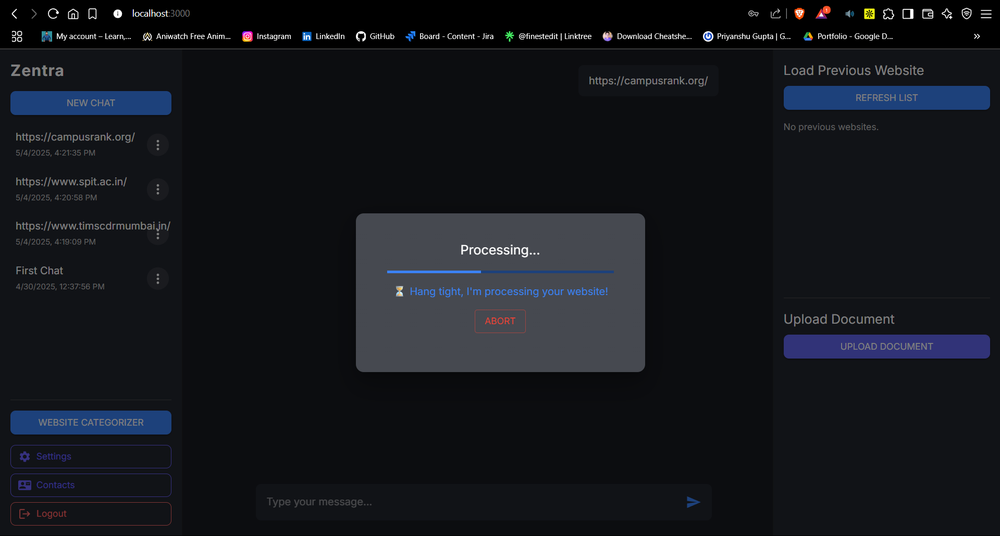 localhost:3000
1
My account – Learn,...
Aniwatch Free Anim...
Instagram
LinkedIn
GitHub
Board - Content - Jira
@finestedit | Linktree
Download Cheatshe...
Priyanshu Gupta | G...
Portfolio - Google D...
Zentra
NEW CHAT
https://campusrank.org/
5/4/2025, 4:21:35 PM
https://www.spit.ac.in/
5/4/2025, 4:20:58 PM
https://www.timscdrmumbai.in/
5/4/2025, 4:19:09 PM
First Chat
4/30/2025, 12:37:56 PM
WEBSITE CATEGORIZER
Settings
Contacts
Logout
https://campusrank.org/
Processing...
⏳ Hang tight, I'm processing your website!
ABORT
Type your message...
Load Previous Website
REFRESH LIST
No previous websites.
Upload Document
UPLOAD DOCUMENT